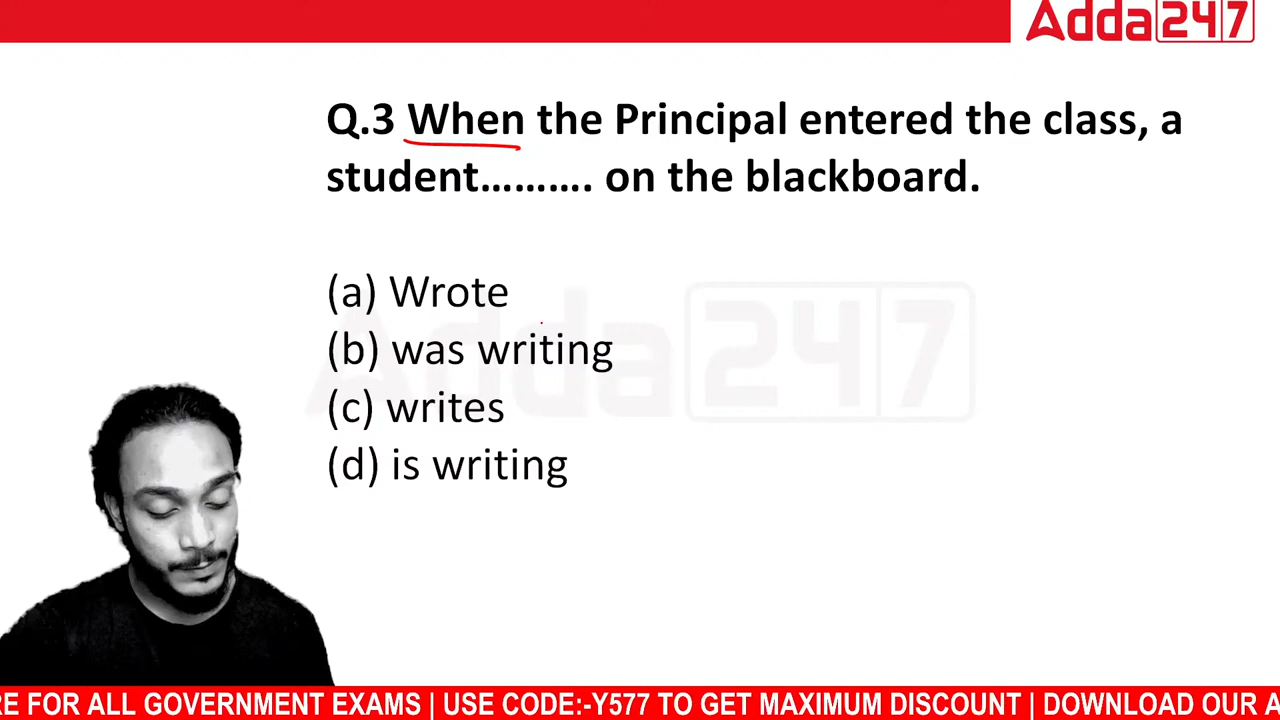 Adda247
Q.3 When the Principal entered the class, a
student………. on the blackboard.
Adda247
(a) Wrote
(b) was writing
(c) writes
(d) is writing
RE FOR ALL GOVERNMENT EXAMS | USE CODE:-Y577 TO GET MAXIMUM DISCOUNT | DOWNLOAD OUR A